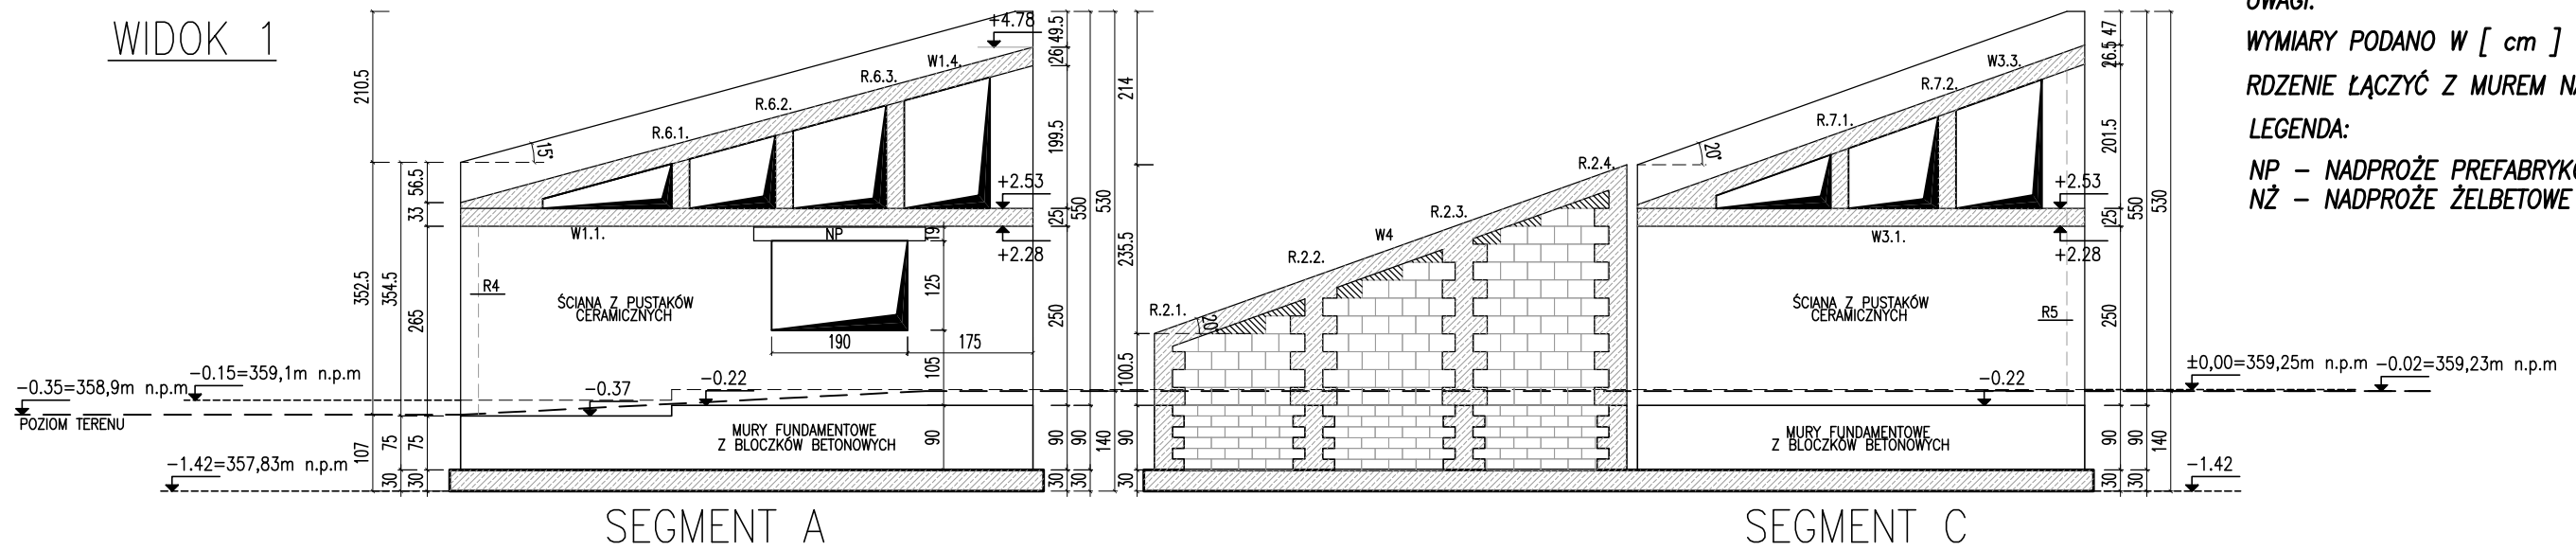 WIDOK 1
UWAGI:
WYMIARY PODANO W [ cm ]
RDZENIE ŁĄCZYĆ Z MUREM
LEGENDA:
NP – NADPROŻE
NŻ – NADPROŻE ŻELBETOWE
210.5
352.5
107
354.5
75
30
56.5
33
265
75
30
15°
R.6.1.
R.6.2.
R.6.3.
W1.4.
+4.78
+2.53
+2.28
W1.1.
NP
R4
ŚCIANA Z PUSTAKÓW
CERAMICZNYCH
19
125
190
175
105
90
−0.35=358,9m n.p.m
−0.15=359,1m n.p.m
POZIOM TERENU
−0.37
−0.22
MURY FUNDAMENTOWE
Z BLOCZKÓW BETONOWYCH
−1.42=357,83m n.p.m
49.5
26
199.5
25
250
90
30
550
90
30
530
140
214
235.5
100.5
90
30
R.2.1.
R.2.2.
R.2.3.
R.2.4.
W4
20°
20°
R.7.1.
R.7.2.
W3.3.
+2.53
+2.28
W3.1.
R5
ŚCIANA Z PUSTAKÓW
CERAMICZNYCH
−0.22
MURY FUNDAMENTOWE
Z BLOCZKÓW BETONOWYCH
47
26.5
201.5
25
250
90
30
550
90
30
530
140
±0,00=359,25m n.p.m
−0.02=359,23m n.p.m
−1.42
SEGMENT A
SEGMENT C